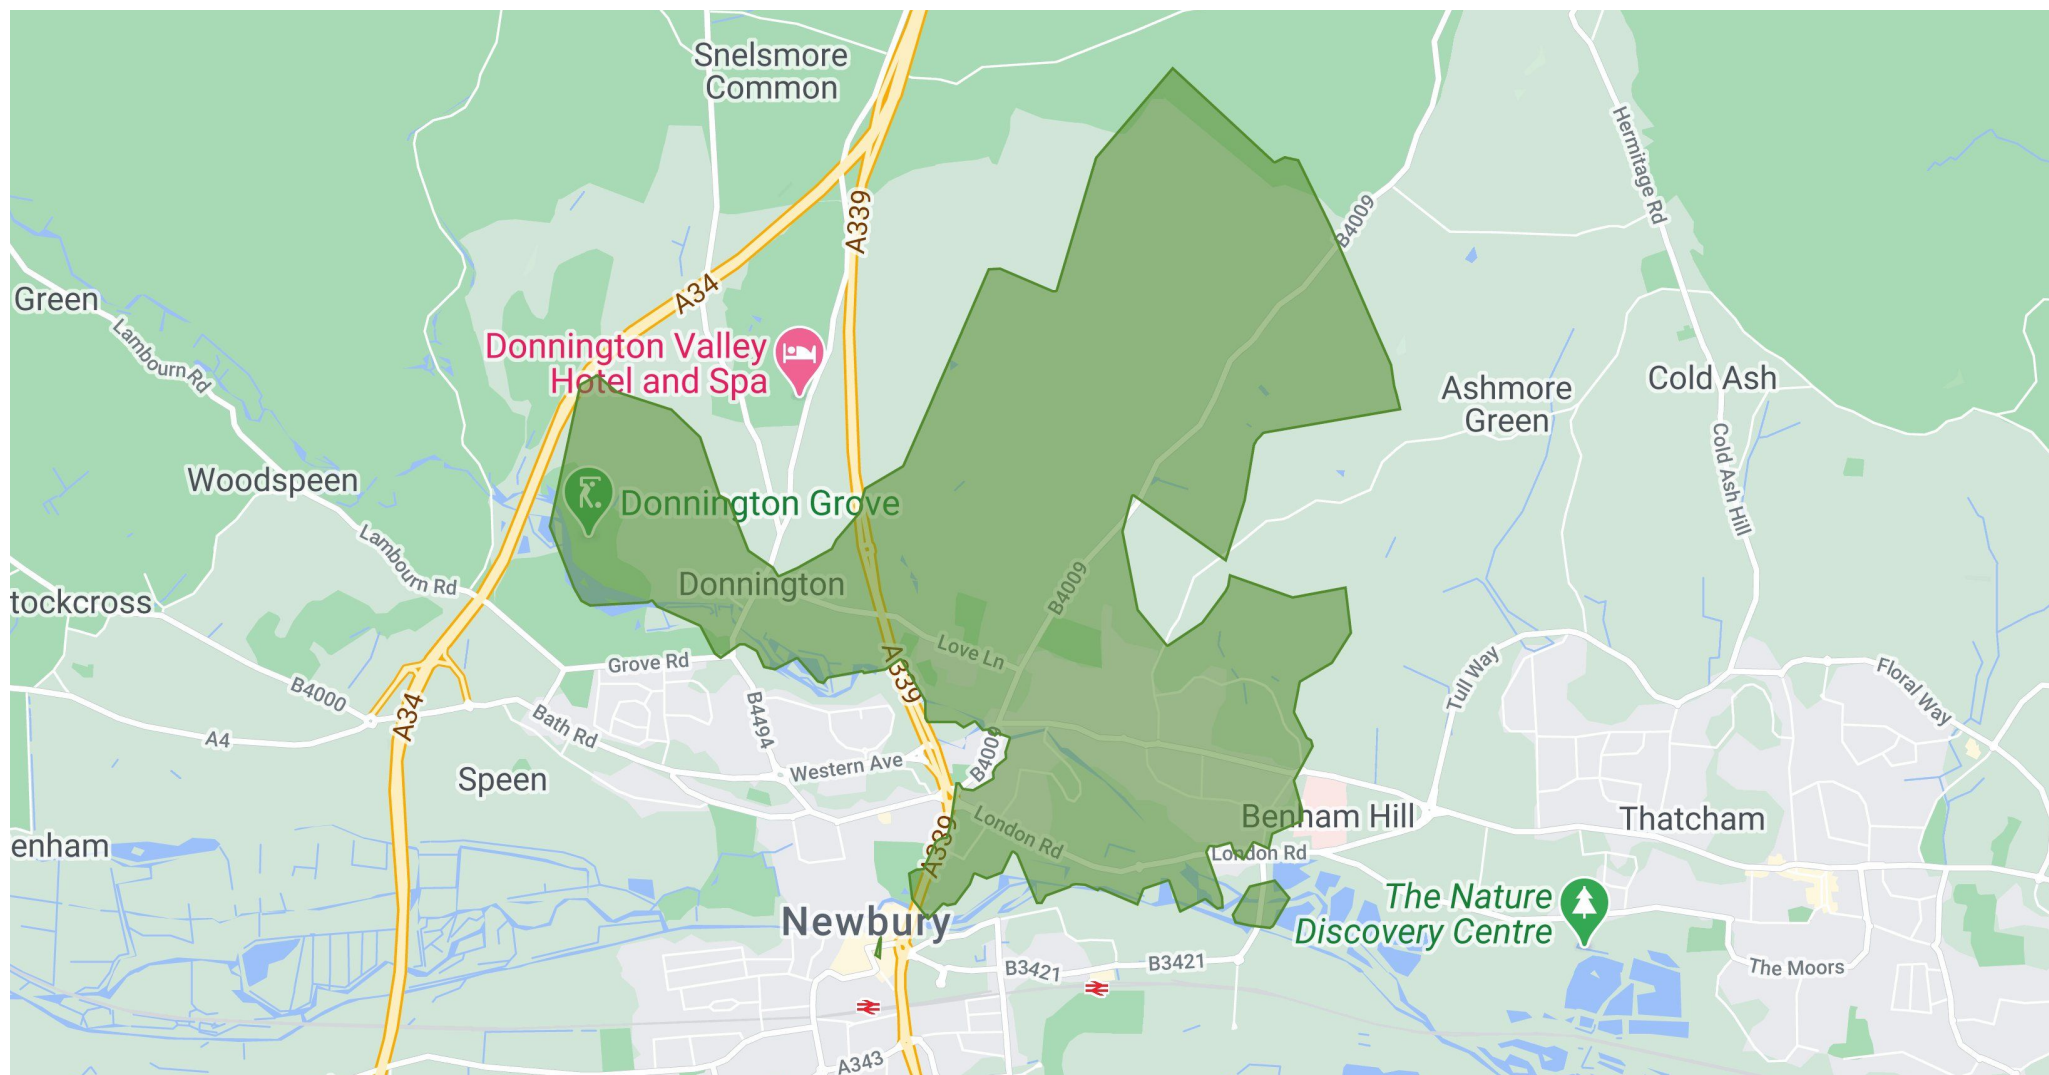 Snelsmore
Common
Hermitage Rd
A339
B4009
A34
Green
Lambourn Rd
Donnington Valley
Hotel and Spa
Ashmore
Green
Cold Ash
Cold Ash Hill
Woodspeen
Donnington Grove
Lambourn Rd
Donnington
B4009
tockcross
Love Ln
Grove Rd
A339
Tull Way
Floral Way
B4000
A34
B4494
Bath Rd
A4
B4009
Western Ave
Speen
London Rd
Benham Hill
Thatcham
A339
enham
London Rd
The Nature
Discovery Centre
Newbury
B3421
B3421
The Moors
A343